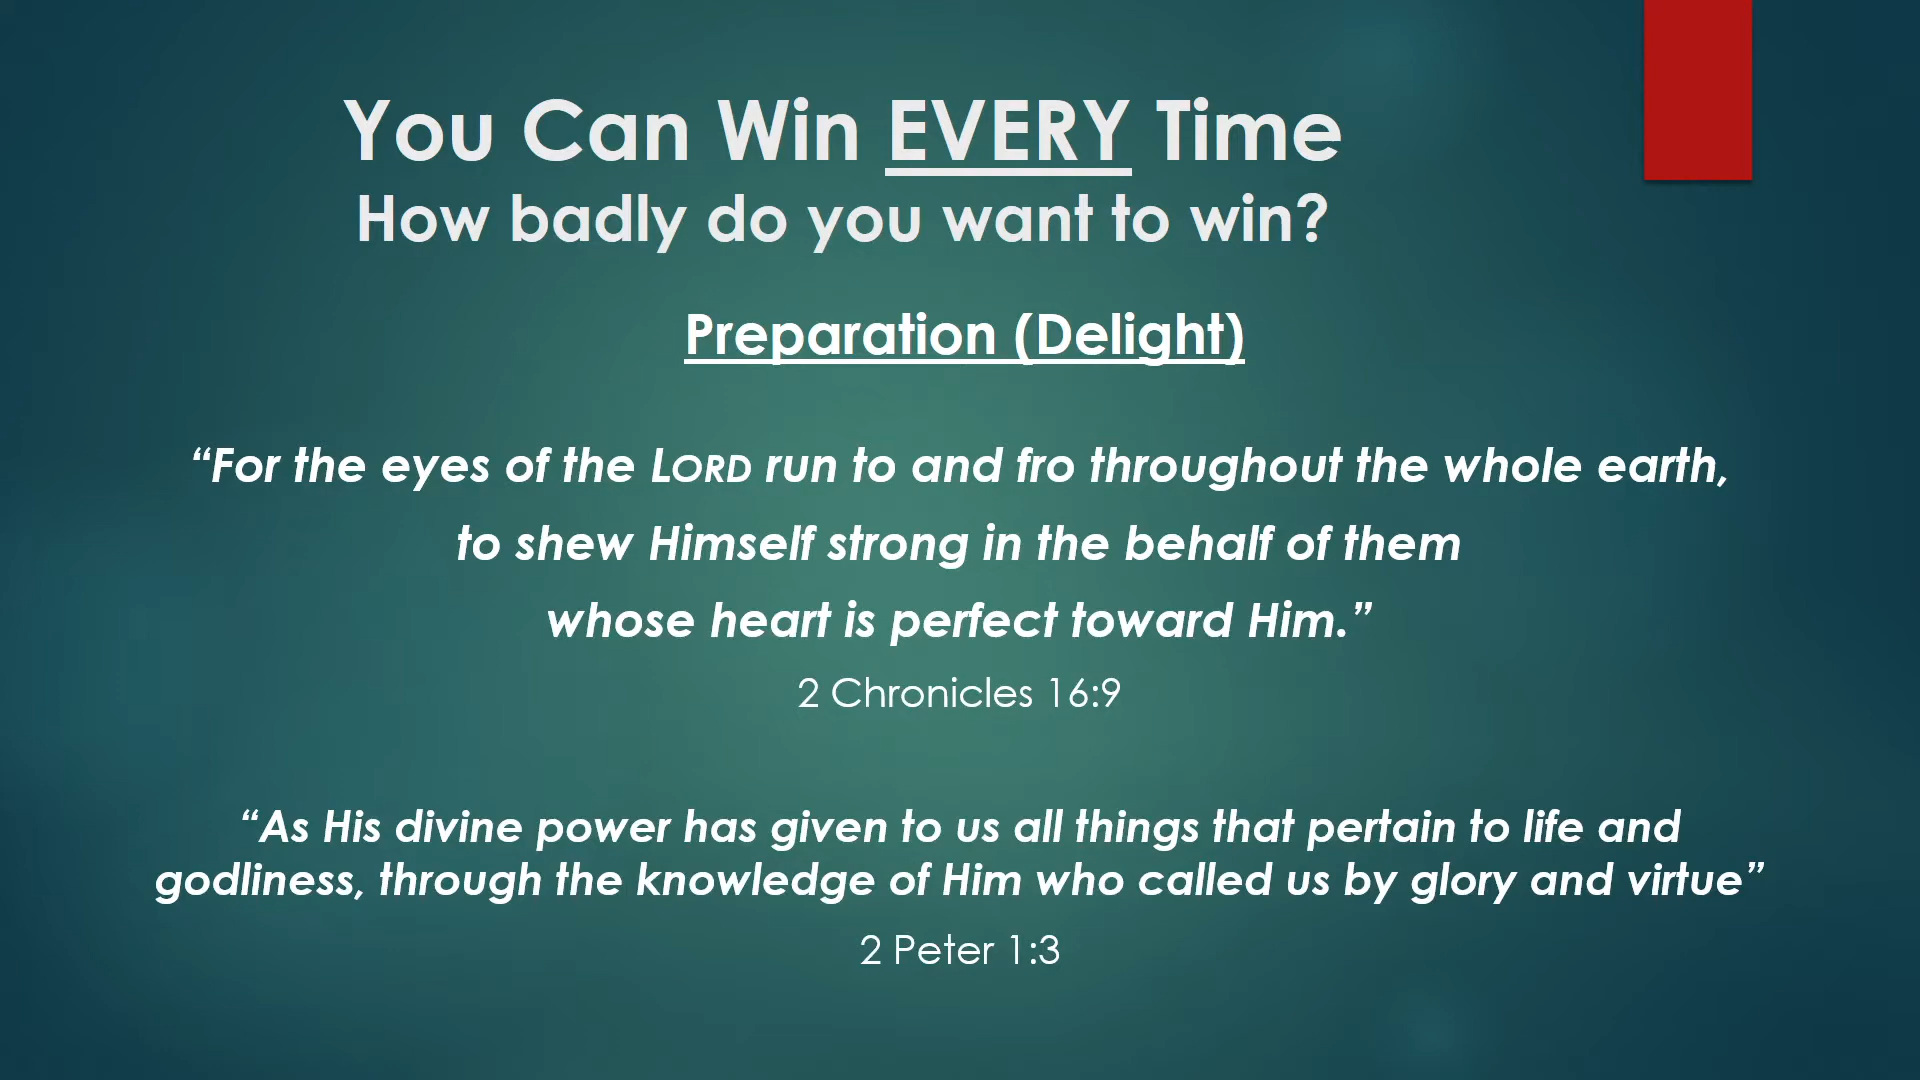 You Can Win EVERY Time
How badly do you want to win?
Preparation (Delight)
“For the eyes of the LORD run to and fro throughout the whole earth,
to shew Himself strong in the behalf of them
whose heart is perfect toward Him.”
2 Chronicles 16:9
“As His divine power has given to us all things that pertain to life and
godliness, through the knowledge of Him who called us by glory and virtue”
2 Peter 1:3